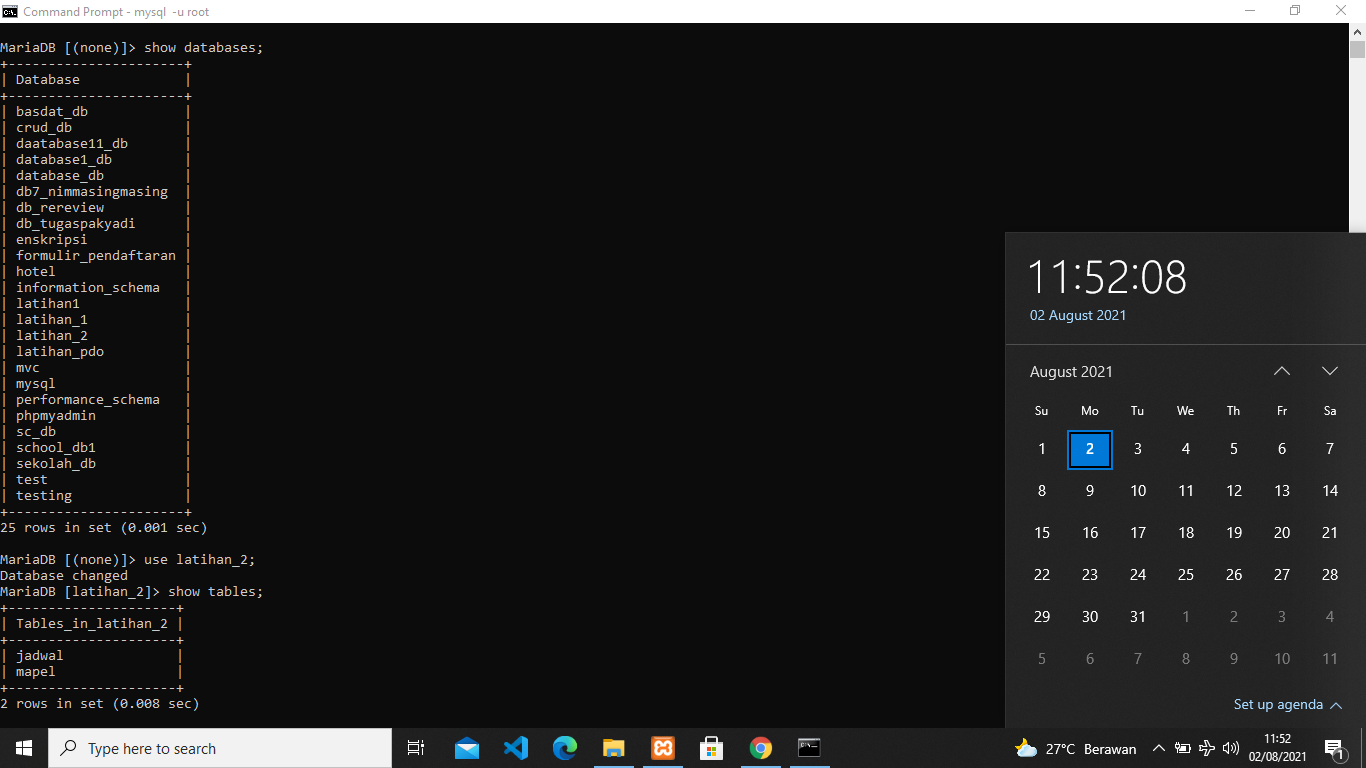 Command Prompt - mysql -u root
MariaDB [(none)]> show databases;
+----------------------+
| Database             |
+----------------------+
| basdat_db            |
| crud_db              |
| daatabase11_db       |
| database1_db         |
| database_db          |
| db7_nimmasingmasing  |
| db_rereview          |
| db_tugaspakyadi      |
| enskripsi            |
| formulir_pendaftaran |
| hotel                |
| information_schema   |
| latihan1             |
| latihan_1            |
| latihan_2            |
| latihan_pdo          |
| mvc                  |
| mysql                |
| performance_schema   |
| phpmyadmin           |
| sc_db                |
| school_db1           |
| sekolah_db           |
| test                 |
| testing              |
+----------------------+
25 rows in set (0.001 sec)
MariaDB [(none)]> use latihan_2;
Database changed
MariaDB [latihan_2]> show tables;
+---------------------+
| Tables_in_latihan_2 |
+---------------------+
| jadwal              |
| mapel               |
+---------------------+
2 rows in set (0.008 sec)
11:52:08
02 August 2021
August 2021
Su Mo Tu We Th Fr Sa
1 2 3 4 5 6 7
8 9 10 11 12 13 14
15 16 17 18 19 20 21
22 23 24 25 26 27 28
29 30 31 1 2 3 4
5 6 7 8 9 10 11
Set up agenda
Type here to search
27°C Berawan
11:52
02/08/2021
1